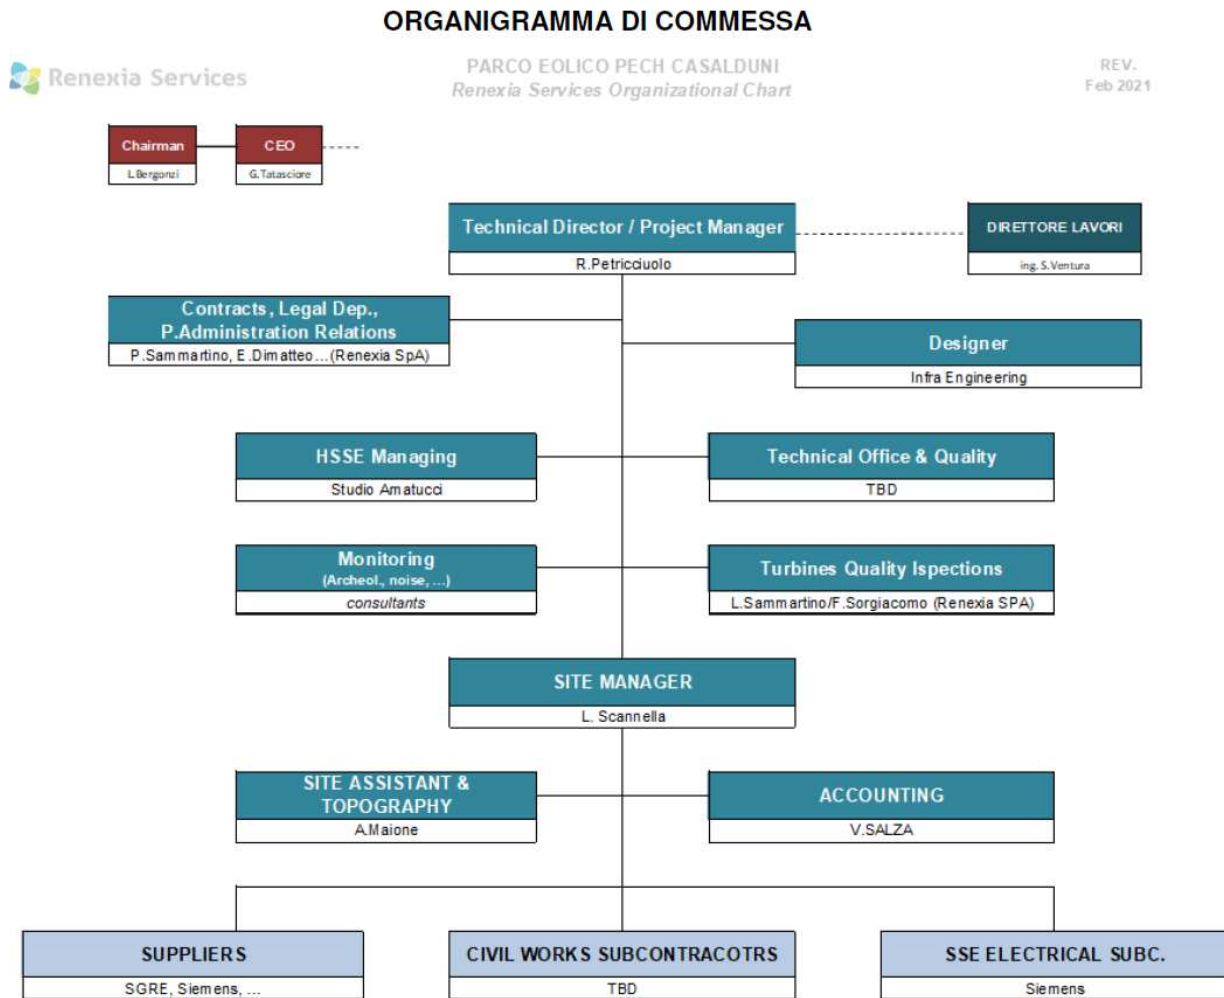 ORGANIGRAMMA DI COMMESSA
Renexia Services
PARCO EOLICO PECH CASALDUNI
Renexia Services Organizational Chart
REV.
Feb 2021
Chairman
L.Bergonzi
CEO
G.Tatasciore
Technical Director / Project Manager
R.Petricciuolo
DIRETTORE LAVORI
ing. S.Ventura
Contracts, Legal Dep.,
P.Administration Relations
P.Sammartino, E.Dimatteo...(Renexia SpA)
Designer
Infra Engineering
HSSE Managing
Studio Amatucci
Technical Office & Quality
TBD
Monitoring
(Archeol., noise, ...)
consultants
Turbines Quality Ispections
L.Sammartino/F.Sorgiacomo (Renexia SPA)
SITE MANAGER
L. Scannella
SITE ASSISTANT &
TOPOGRAPHY
A.Maione
ACCOUNTING
V.SALZA
SUPPLIERS
SGRE, Siemens, ...
CIVIL WORKS SUBCONTRACOTRS
TBD
SSE ELECTRICAL SUBC.
Siemens